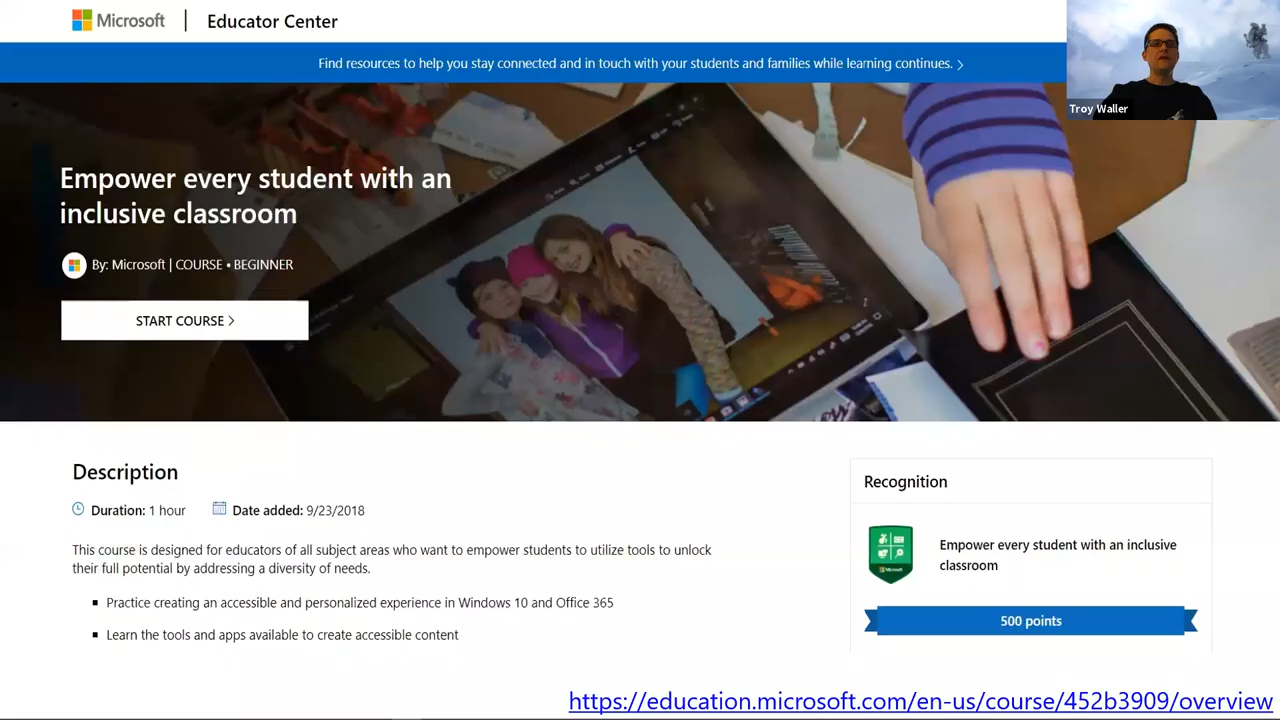 Microsoft | Educator Center
Find resources to help you stay connected and in touch with your students and families while learning continues.
Troy Waller
Empower every student with an
inclusive classroom
By: Microsoft | COURSE • BEGINNER
START COURSE
Description
Duration: 1 hour Date added: 9/23/2018
This course is designed for educators of all subject areas who want to empower students to utilize tools to unlock
their full potential by addressing a diversity of needs.
▪ Practice creating an accessible and personalized experience in Windows 10 and Office 365
▪ Learn the tools and apps available to create accessible content
Recognition
Microsoft
Empower every student with an inclusive
classroom
500 points
https://education.microsoft.com/en-us/course/452b3909/overview